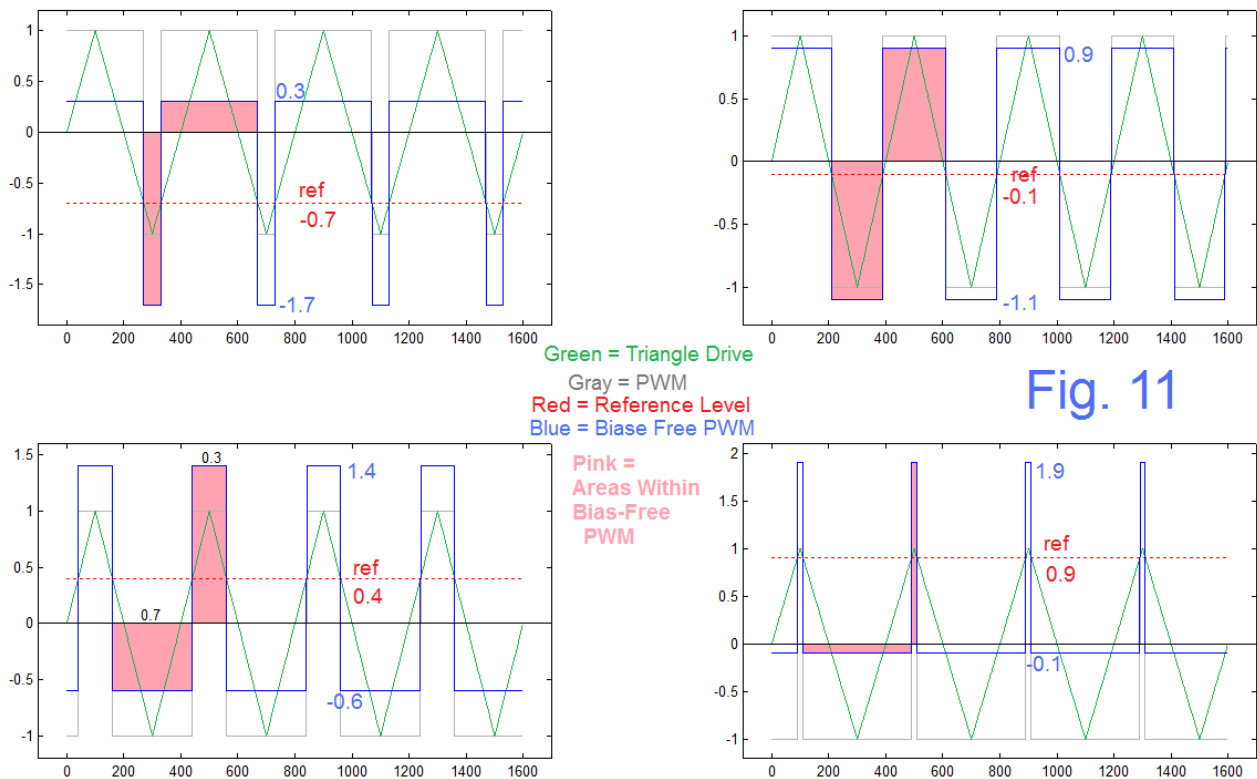 1
0.5
0
-0.5
-1
-1.5
0.3
ref
-0.7
-1.7
0 200 400 600 800 1000 1200 1400 1600
1
0.5
0
-0.5
-1
0.9
ref
-0.1
-1.1
0 200 400 600 800 1000 1200 1400 1600
Green = Triangle Drive
Gray = PWM
Red = Reference Level
Blue = Biase Free PWM
Fig. 11
1.5
1
0.5
0
-0.5
-1
0.3
1.4
ref
0.4
0.7
-0.6
0 200 400 600 800 1000 1200 1400 1600
Pink =
Areas Within
Bias-Free
PWM
2
1.5
1
0.5
0
-0.5
-1
1.9
ref
0.9
-0.1
0 200 400 600 800 1000 1200 1400 1600